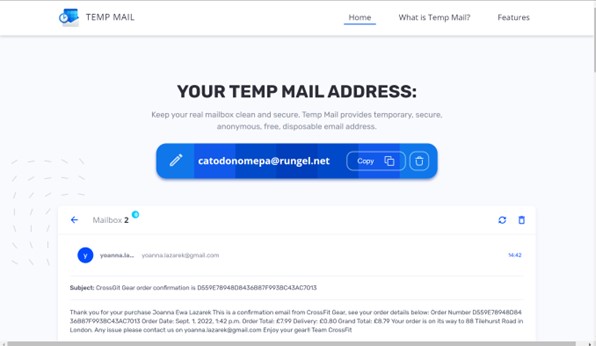 TEMP MAIL
Home
What is Temp Mail?
Features
YOUR TEMP MAIL ADDRESS:
Keep your real mailbox clean and secure. Temp Mail provides temporary, secure,
anonymous, free, disposable email address.
catodonomepa@rungel.net
Copy
Mailbox 2
y
yoanna.la...
yoanna.lazarek@gmail.com
14:42
Subject: CrossGit Gear order confirmation is D559E78948D8436B87F9938C43AC7013
Thank you for your purchase Joanna Ewa Lazarek This is a confirmation email from CrossFit Gear, see your order details below: Order Number D559E78948D84
36B87F9938C43AC7013 Order Date: Sept. 1, 2022, 1:42 p.m. Order Total: £7.99 Delivery: £0.80 Grand Total: £8.79 Your order is on its way to 88 Tilehurst Road in
London. Any issue please contact us on yoanna.lazarek@gmail.com Enjoy your gear!! Team CrossFit